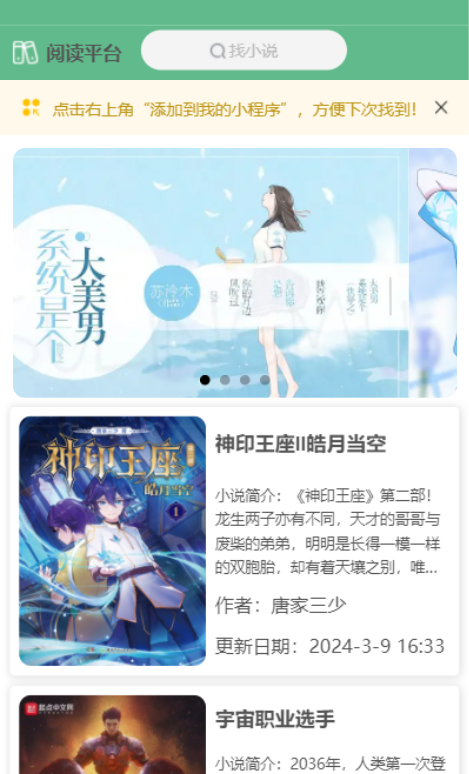 阅读平台
找小说
点击右上角“添加到我的小程序”，方便下次找到！
系统是个
大美男
苏泠木
神印王座
皓月当空
1
神印王座II皓月当空
小说简介：《神印王座》第二部！
龙生两子亦有不同，天才的哥哥与
废柴的弟弟，明明是长得一模一样
的双胞胎，却有着天壤之别，唯...
作者：唐家三少
更新日期：2024-3-9 16:33
起点中文网
宇宙职业选手
小说简介：2036年，人类第一次登